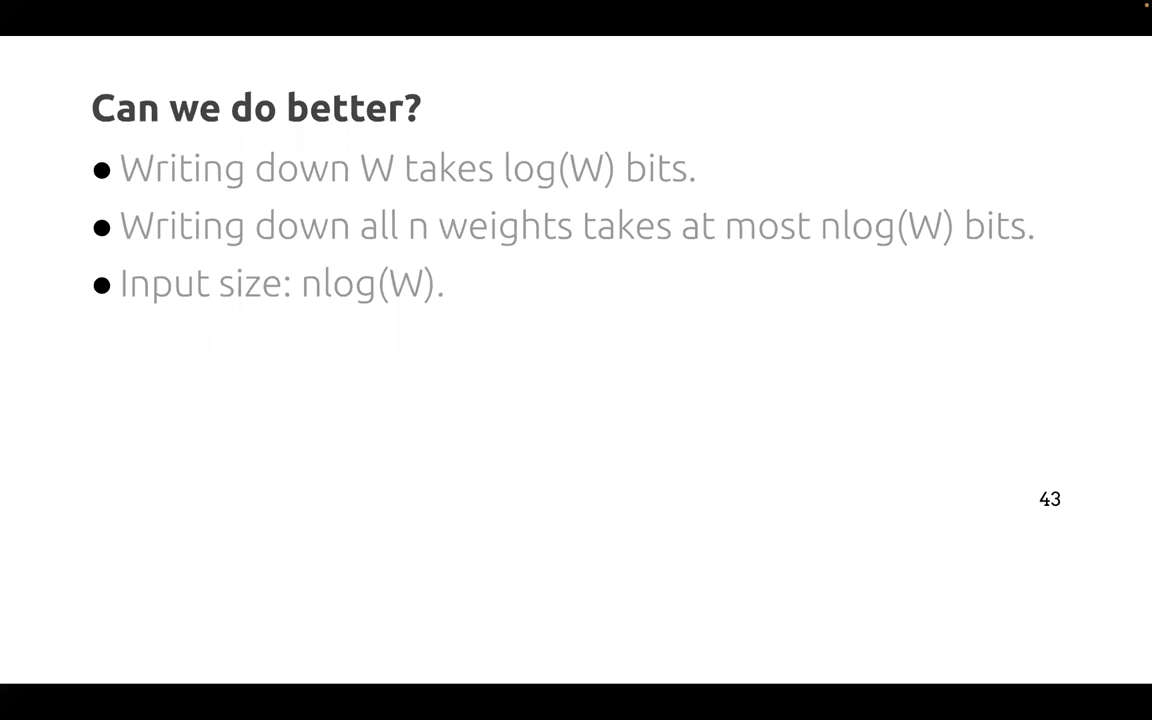 Can we do better?
● Writing down W takes log(W) bits.
● Writing down all n weights takes at most nlog(W) bits.
● Input size: nlog(W).
43